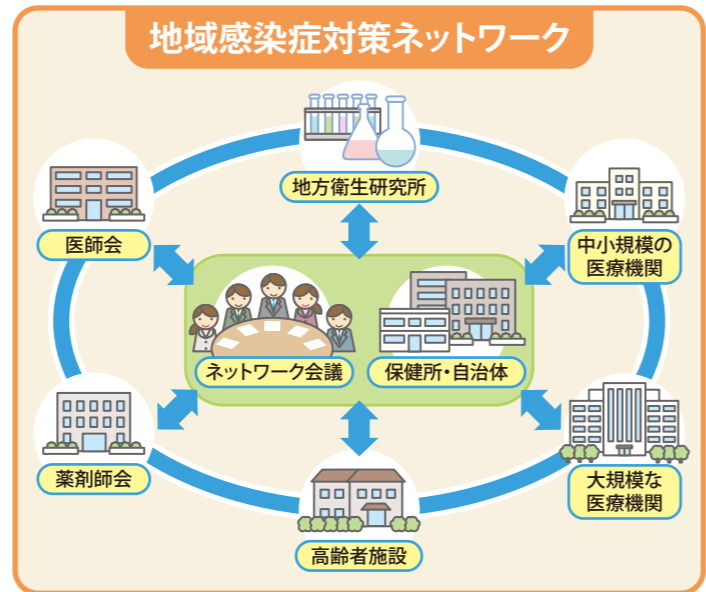 地域感染症対策ネットワーク
地方衛生研究所
医師会
中小規模の
医療機関
ネットワーク会議
保健所・自治体
薬剤師会
大規模な
医療機関
高齢者施設